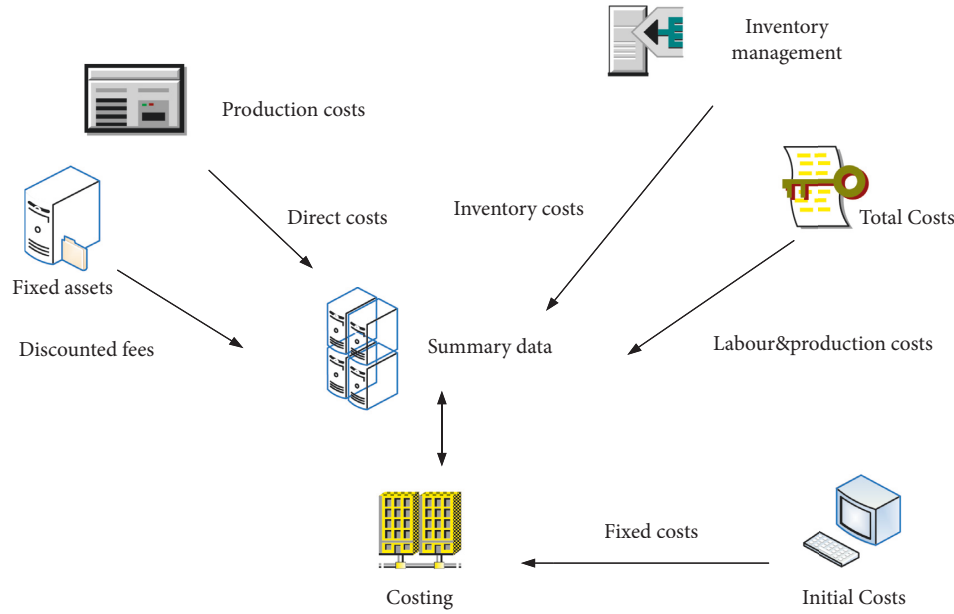 Inventory
management
Production costs
Direct costs
Inventory costs
Total Costs
Fixed assets
Discounted fees
Summary data
Labour&production costs
Fixed costs
Costing
Initial Costs